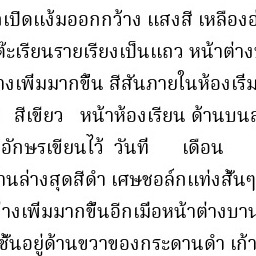 เปิดแง้มออกกว้าง แสงสี เหลืองอ่
ต๊ะเรียนรายเรียงเป็นแถว หน้าต่าง
างเพิ่มมากขึ้น สีสันภายในห้องเริ่ม
สีเขียว หน้าห้องเรียน ด้านบนส
อักษรเขียนไว้ วันที่ เดือน
านล่างสุดสีดำ เศษชอล์กแท่งสั้นๆ
างเพิ่มมากขึ้นอีกเมื่อหน้าต่างบาน
ชั้นอยู่ด้านขวาของกระดานดำ เก้า